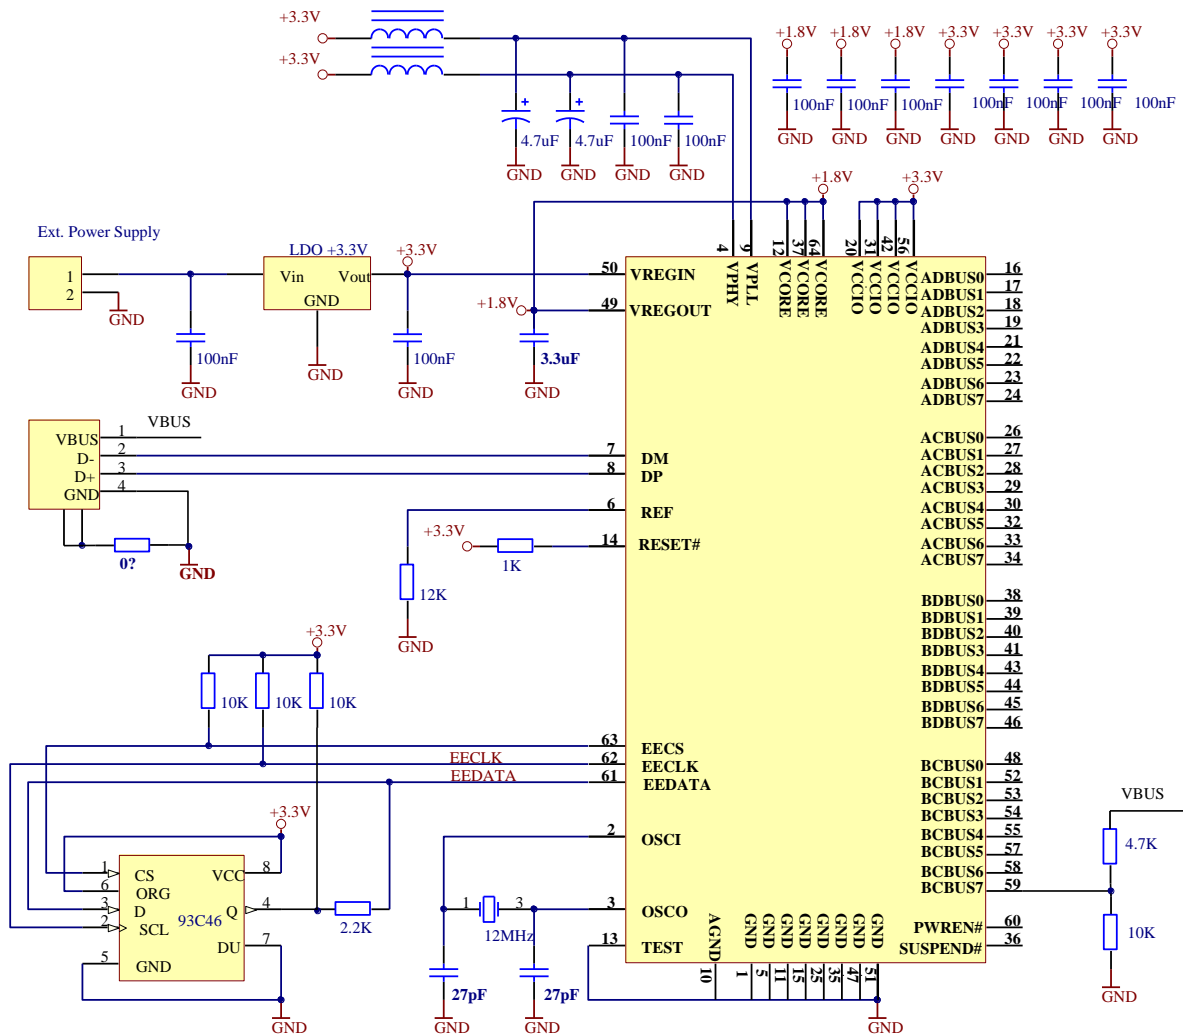 +3.3V
+3.3V
4.7uF
4.7uF
100nF
100nF
GND
GND
GND
GND
+1.8V
+1.8V
+1.8V
+3.3V
+3.3V
+3.3V
+3.3V
100nF
100nF
100nF
100nF
100nF
100nF
100nF
GND
GND
GND
GND
GND
GND
GND
+1.8V
+3.3V
Ext. Power Supply
1
2
GND
LDO +3.3V
Vin
Vout
GND
+3.3V
100nF
GND
GND
100nF
GND
+1.8V
3.3uF
GND
VBUS
D-
D+
GND
1
2
3
4
VBUS
0?
GND
12K
GND
+3.3V
1K
+3.3V
10K
10K
10K
EECLK
EEDATA
+3.3V
1
6
3
2
5
CS
ORG
D
SCL
GND
93C46
VCC
Q
DU
8
4
7
2.2K
GND
1
3
12MHz
27pF
27pF
GND
GND
50 VREGIN
49 VREGOUT
7 DM
8 DP
6 REF
14 RESET#
63 EECS
62 EECLK
61 EEDATA
2 OSCI
3 OSCO
13 TEST
4 VPHY
9 VPLL
12 VCORE
37 VCORE
64 VCORE
20 VCCIO
31 VCCIO
42 VCCIO
56 VCCIO
ADBUS0 16
ADBUS1 17
ADBUS2 18
ADBUS3 19
ADBUS4 21
ADBUS5 22
ADBUS6 23
ADBUS7 24
ACBUS0 26
ACBUS1 27
ACBUS2 28
ACBUS3 29
ACBUS4 30
ACBUS5 32
ACBUS6 33
ACBUS7 34
BDBUS0 38
BDBUS1 39
BDBUS2 40
BDBUS3 41
BDBUS4 43
BDBUS5 44
BDBUS6 45
BDBUS7 46
BCBUS0 48
BCBUS1 52
BCBUS2 53
BCBUS3 54
BCBUS4 55
BCBUS5 57
BCBUS6 58
BCBUS7 59
PWREN# 60
SUSPEND# 36
AGND 10
GND 1
GND 5
GND 11
GND 15
GND 25
GND 35
GND 47
GND 51
GND
VBUS
4.7K
10K
GND